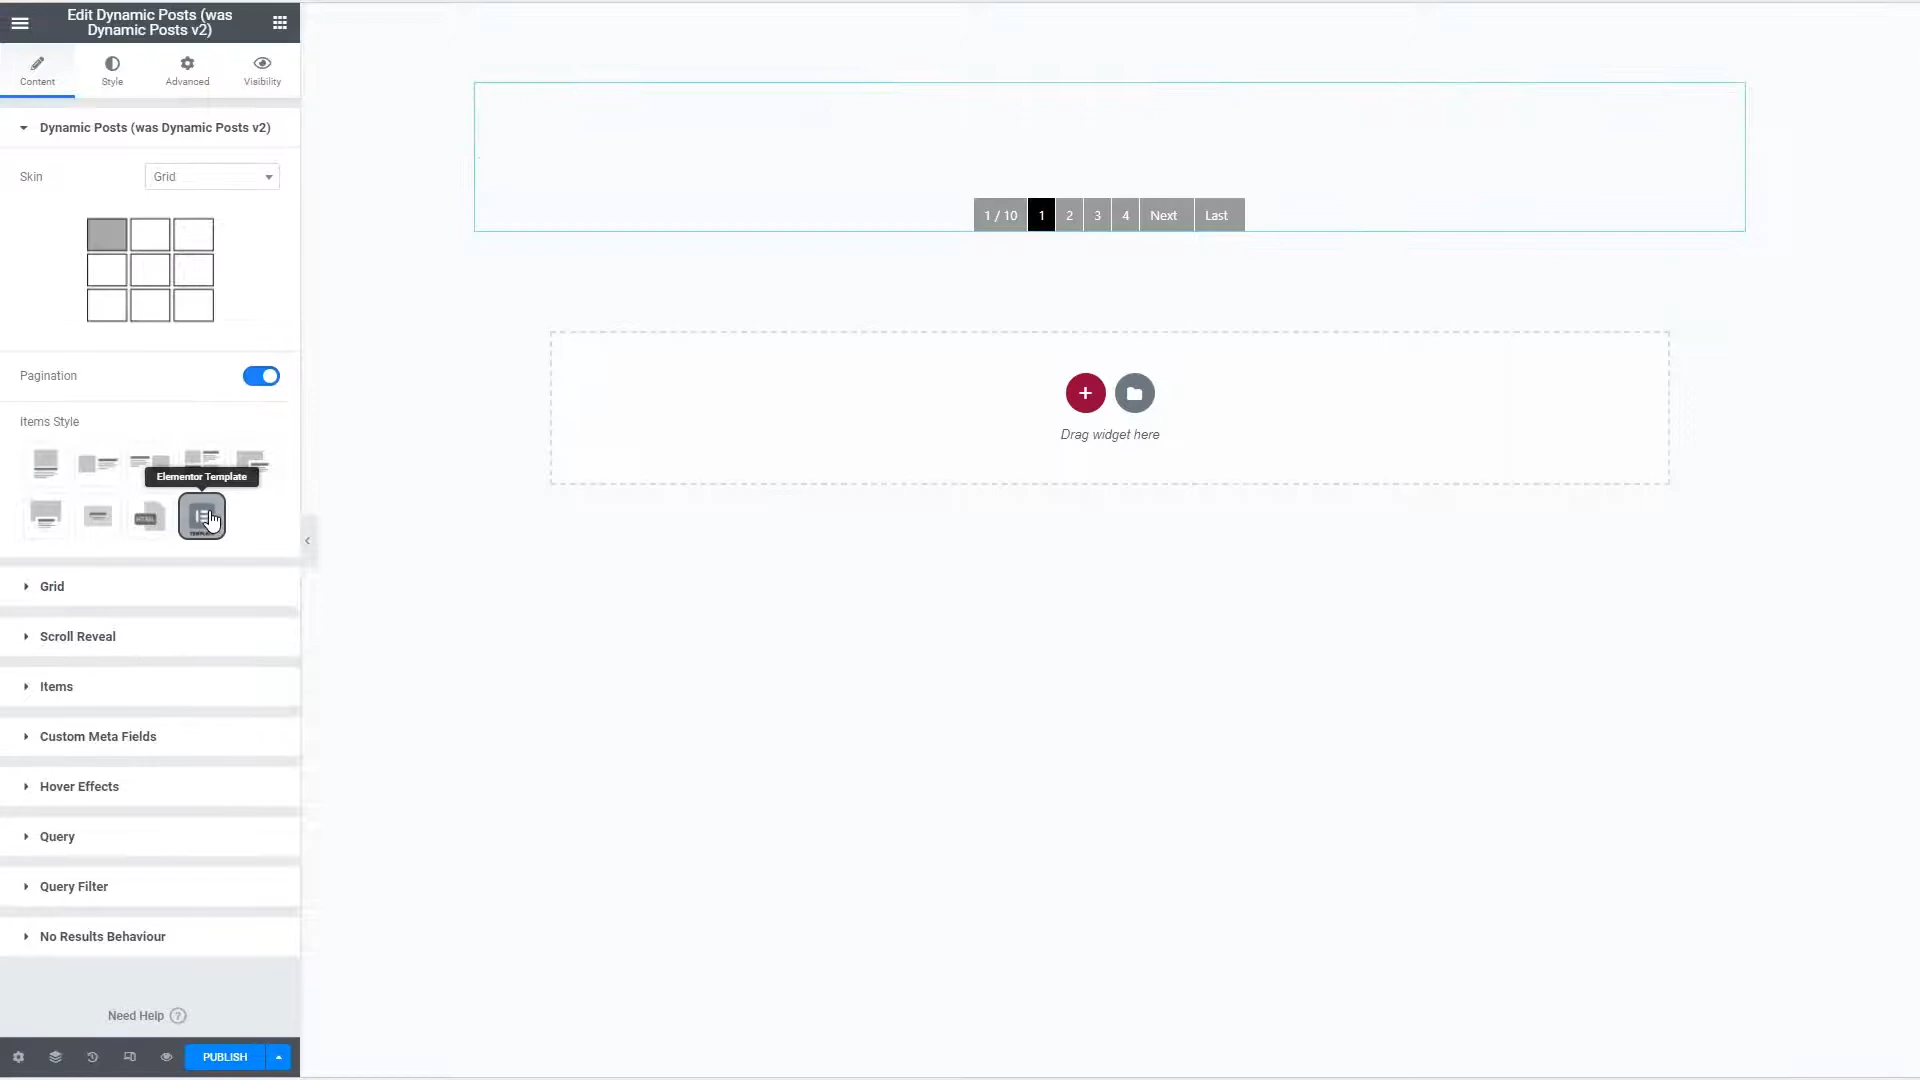 Edit Dynamic Posts (was
Dynamic Posts v2)
Content
Style
Advanced
Visibility
Dynamic Posts (was Dynamic Posts v2)
Skin
Grid
Pagination
Items Style
Elementor Template
HTML
Grid
Scroll Reveal
Items
Custom Meta Fields
Hover Effects
Query
Query Filter
No Results Behaviour
Need Help ?
PUBLISH
1 / 10 1 2 3 4 Next Last
Drag widget here